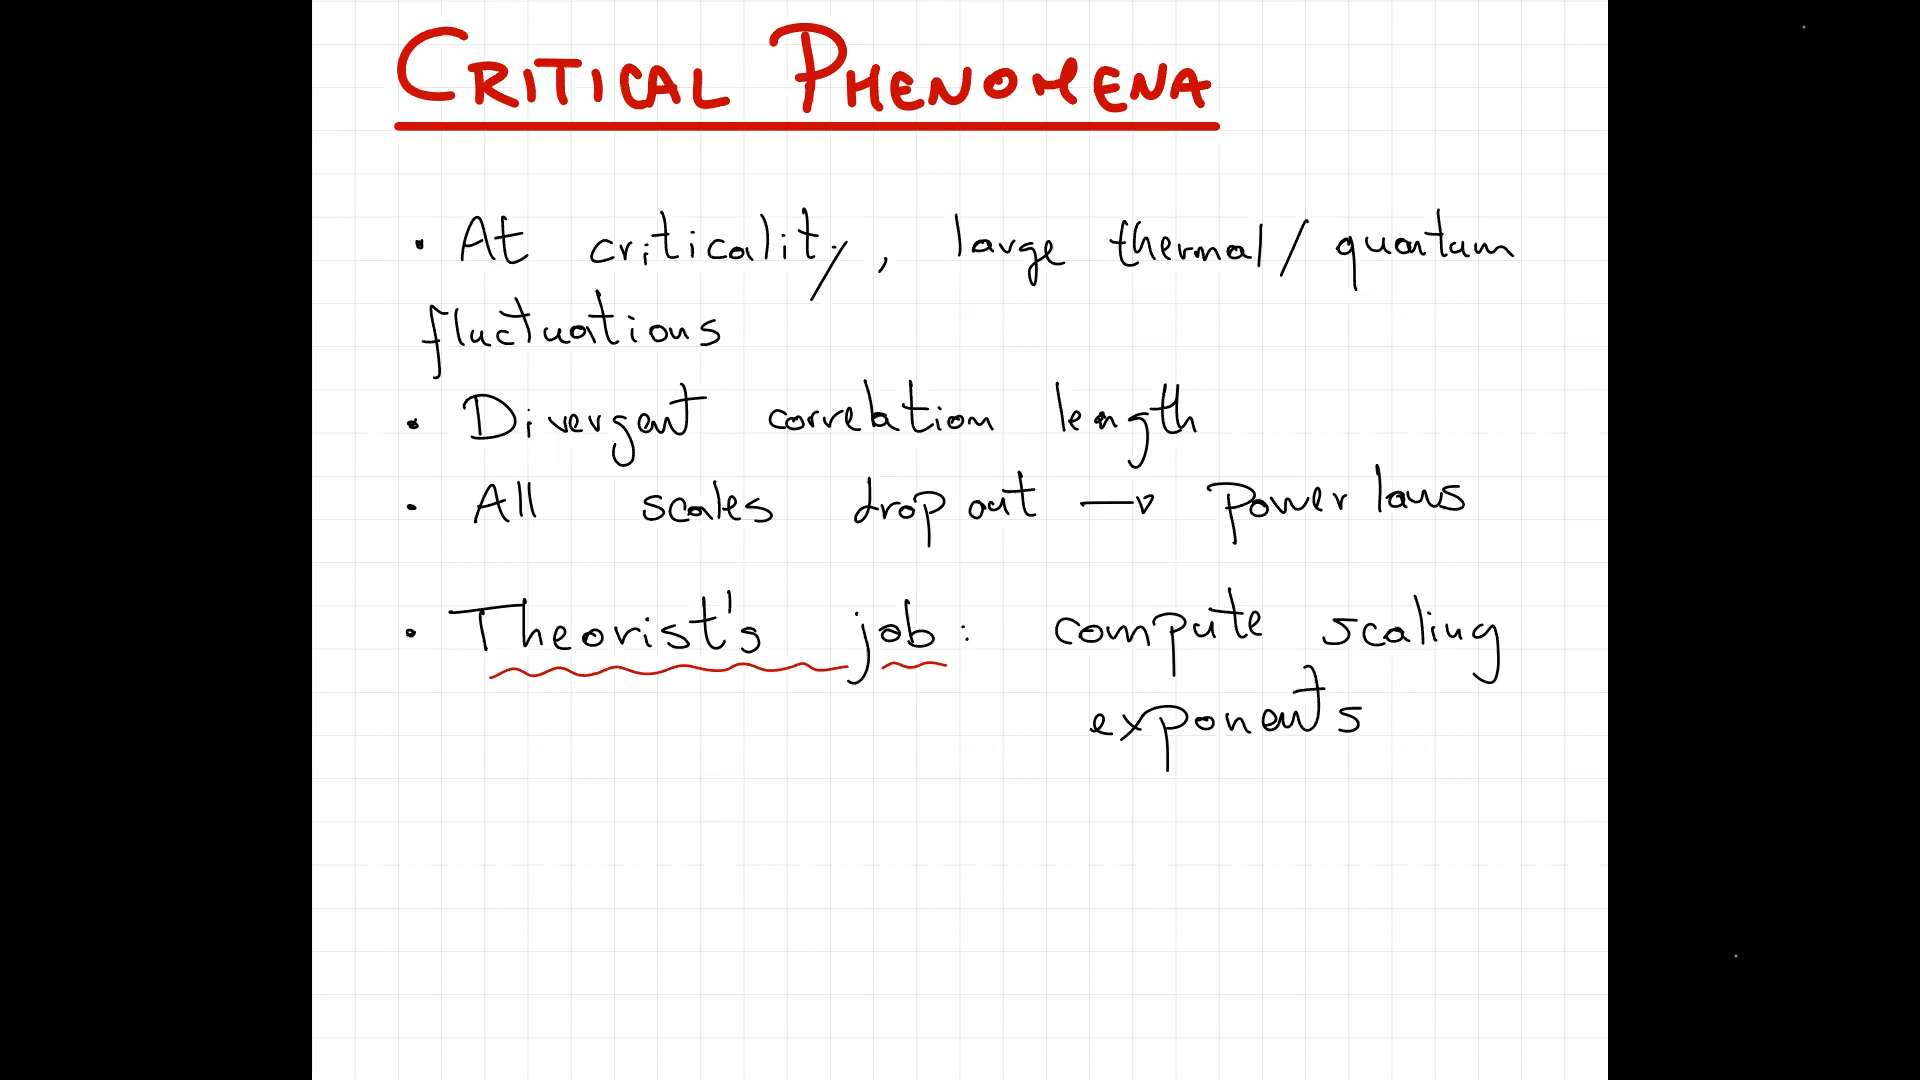 CRITICAL PHENOMENA
• At criticality, large thermal/quantum
fluctuations
• Divergent correlation length
• All scales drop out → power laws
• Theorist's job: compute scaling
exponents